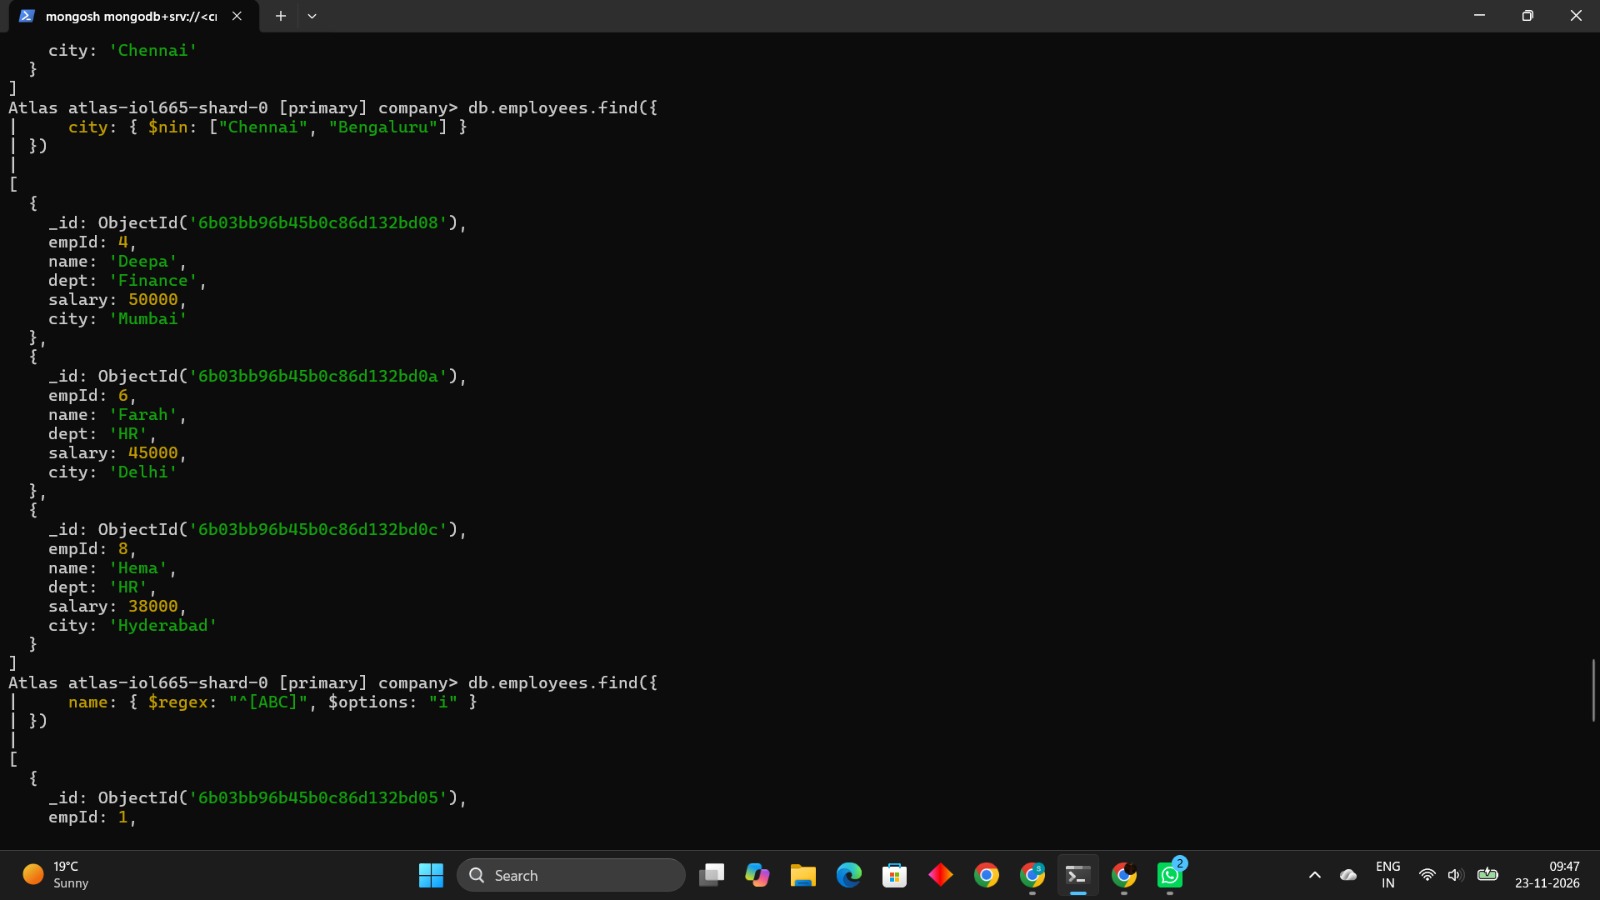 mongosh mongodb+srv://<cr
city: 'Chennai'
}
]
Atlas atlas-iol665-shard-0 [primary] company> db.employees.find({
|     city: { $nin: ["Chennai", "Bengaluru"] }
| })
|
[
  {
    _id: ObjectId('6b03bb96b45b0c86d132bd08'),
    empId: 4,
    name: 'Deepa',
    dept: 'Finance',
    salary: 50000,
    city: 'Mumbai'
  },
  {
    _id: ObjectId('6b03bb96b45b0c86d132bd0a'),
    empId: 6,
    name: 'Farah',
    dept: 'HR',
    salary: 45000,
    city: 'Delhi'
  },
  {
    _id: ObjectId('6b03bb96b45b0c86d132bd0c'),
    empId: 8,
    name: 'Hema',
    dept: 'HR',
    salary: 38000,
    city: 'Hyderabad'
  }
]
Atlas atlas-iol665-shard-0 [primary] company> db.employees.find({
|     name: { $regex: "^[ABC]", $options: "i" }
| })
|
[
  {
    _id: ObjectId('6b03bb96b45b0c86d132bd05'),
    empId: 1,
19°C
Sunny
Search
2
ENG
IN
09:47
23-11-2026